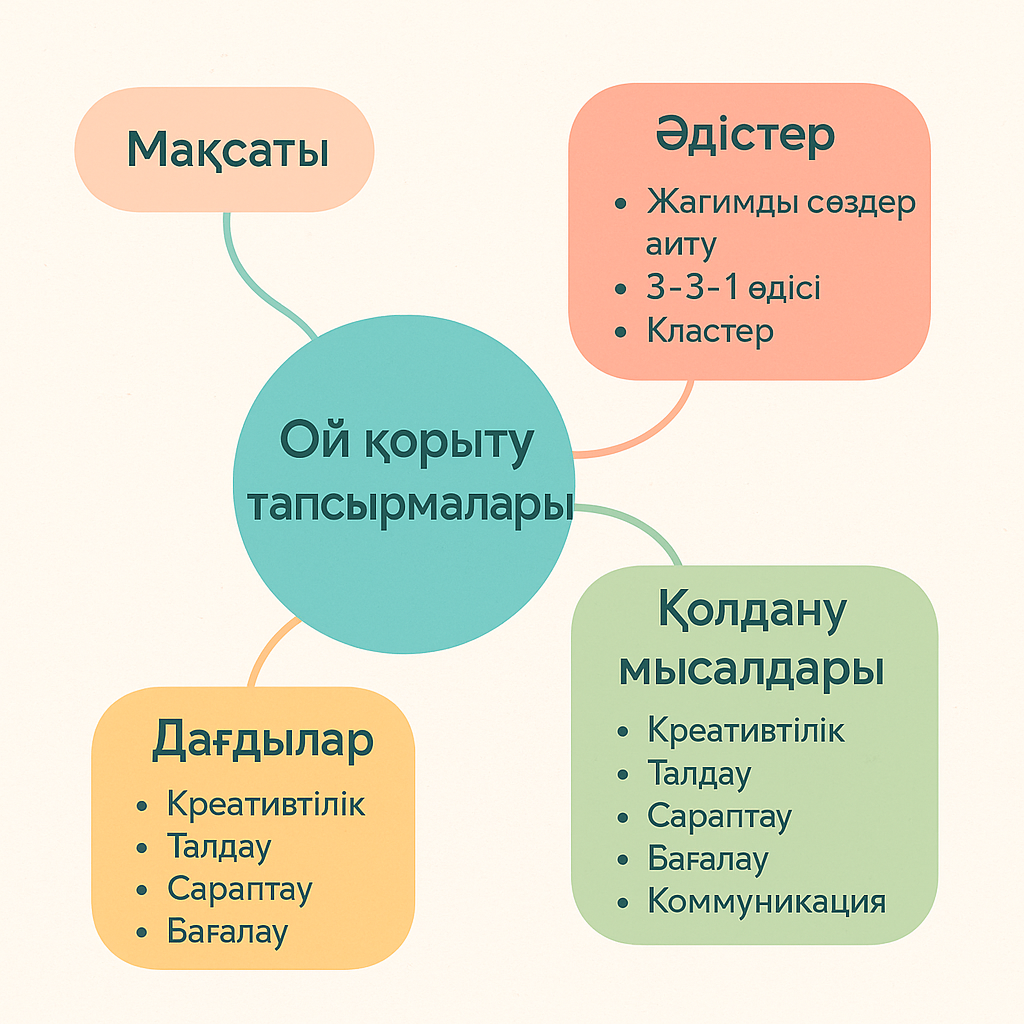 Мақсаты
Әдістер
• Жагимды сөздер
аиту
• 3-3-1 өдісі
• Кластер
Ой қорыту
тапсырмалары
Қолдану
мысалдары
• Креативтілік
• Талдау
• Сараптау
• Бағалау
• Коммуникация
Дағдылар
• Креативтілік
• Талдау
• Сараптау
• Бағалау